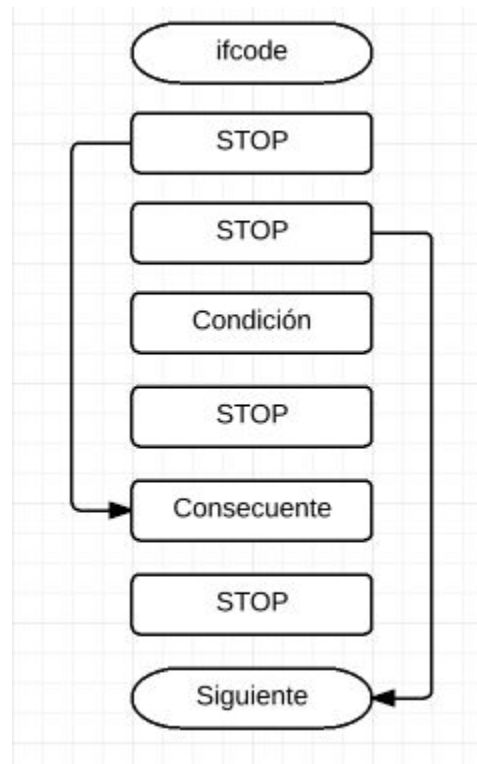 ifcode
STOP
STOP
Condición
STOP
Consecuente
STOP
Siguiente